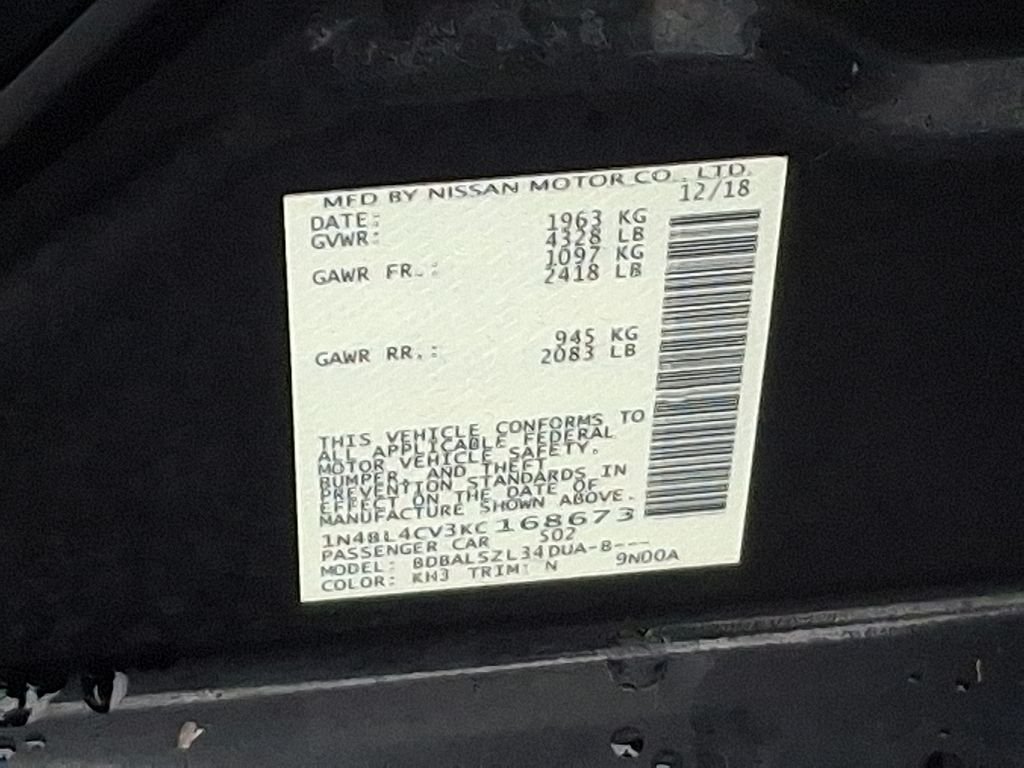 MFD BY NISSAN MOTOR CO., LTD.
DATE: 12/18
GVWR: 1963 KG
4328 LB
GAWR FR.: 1097 KG
2418 LB
GAWR RR.: 945 KG
2083 LB
THIS VEHICLE CONFORMS TO
ALL APPLICABLE FEDERAL
MOTOR VEHICLE SAFETY,
BUMPER, AND THEFT
PREVENTION STANDARDS IN
EFFECT ON THE DATE OF
MANUFACTURE SHOWN ABOVE.
1N4BL4CV3KC168673
PASSENGER CAR 502
MODEL: BDBALSZL34DUA-B---
COLOR: KH3 TRIM: N 9N00A